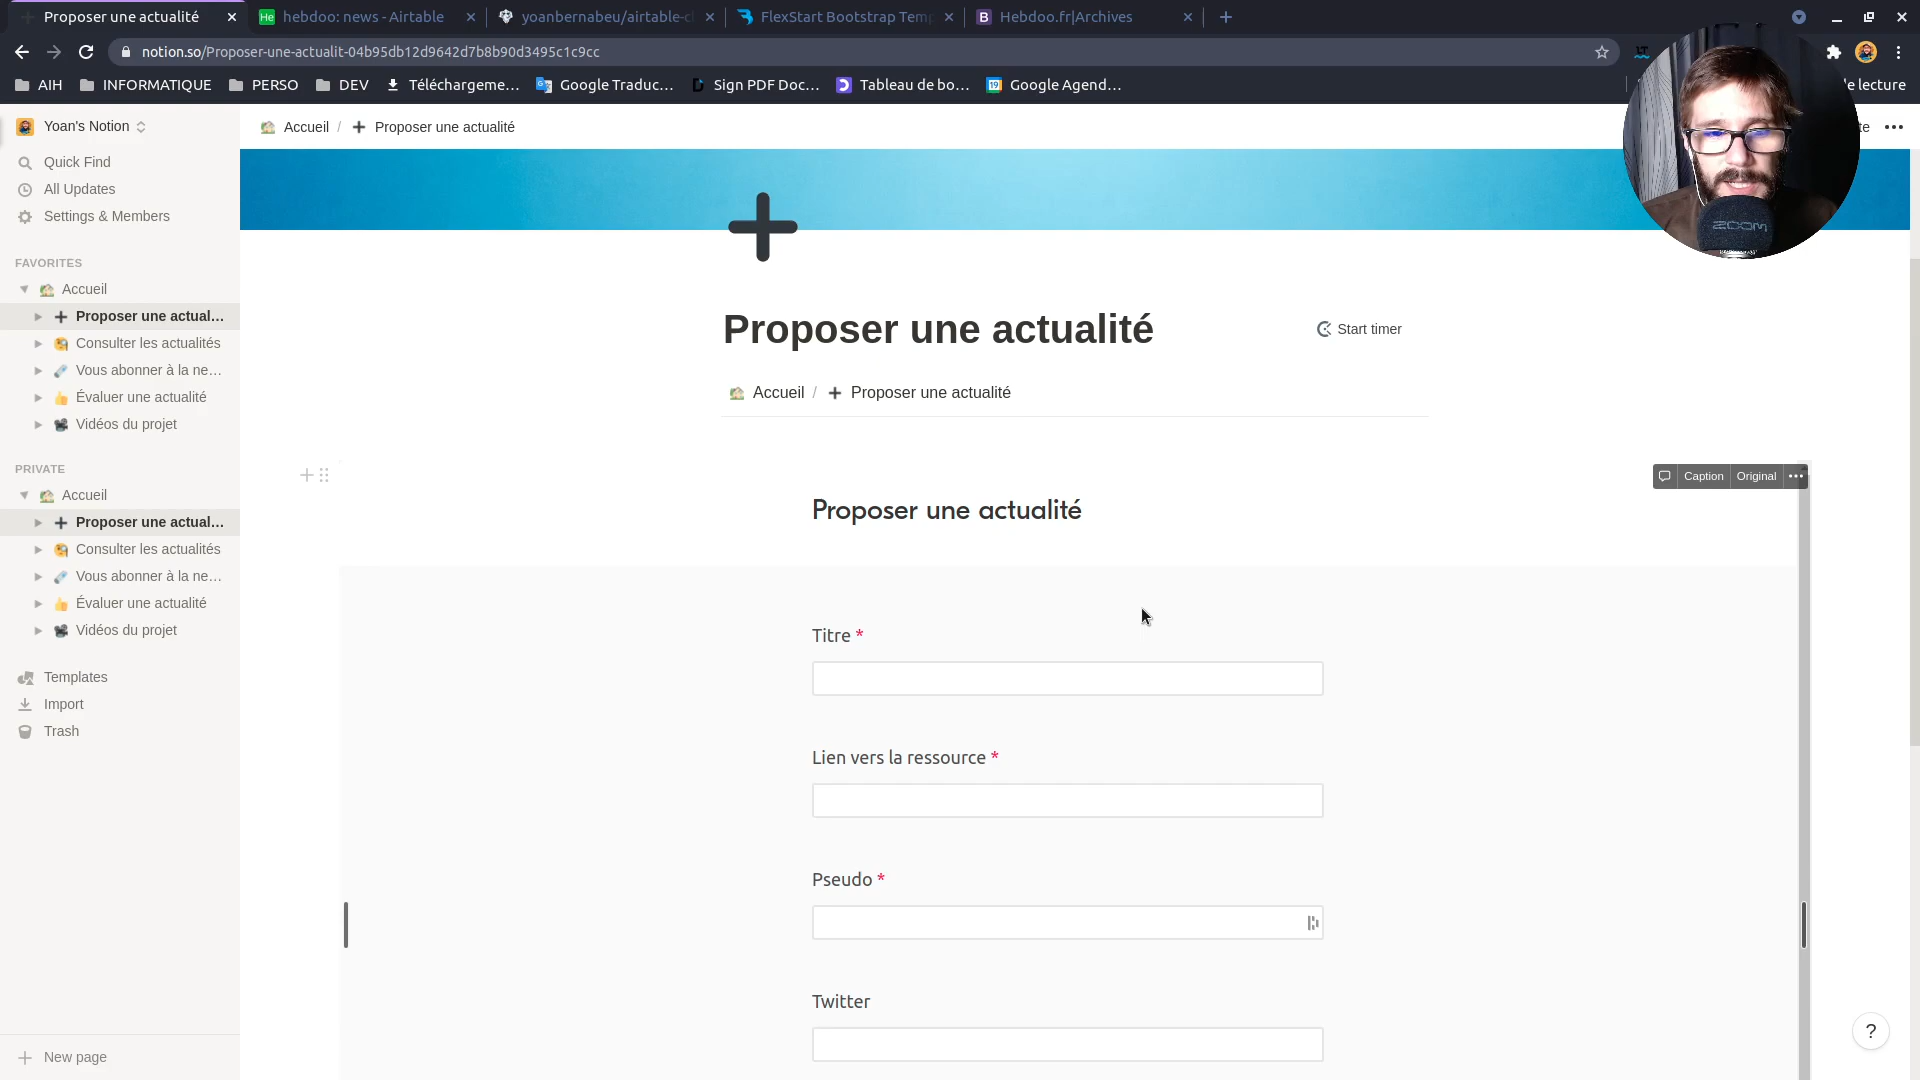 Proposer une actualité
hebdoo: news - Airtable
yoanbernabeu/airtable-c
FlexStart Bootstrap Temp
Hebdoo.fr|Archives
notion.so/Proposer-une-actualit-04b95db12d9642d7b8b90d3495c1c9cc
AIH
INFORMATIQUE
PERSO
DEV
Téléchargeme…
Google Traduc…
Sign PDF Doc…
Tableau de bo…
Google Agend…
le lecture
Yoan's Notion
Accueil / Proposer une actualité
te
Quick Find
All Updates
Settings & Members
FAVORITES
Accueil
Proposer une actual…
Consulter les actualités
Vous abonner à la ne…
Évaluer une actualité
Vidéos du projet
PRIVATE
Accueil
Proposer une actual…
Consulter les actualités
Vous abonner à la ne…
Évaluer une actualité
Vidéos du projet
Templates
Import
Trash
New page
ZOOM
Proposer une actualité
Start timer
Accueil / Proposer une actualité
Caption
Original
Proposer une actualité
Titre *
Lien vers la ressource *
Pseudo *
Twitter
?